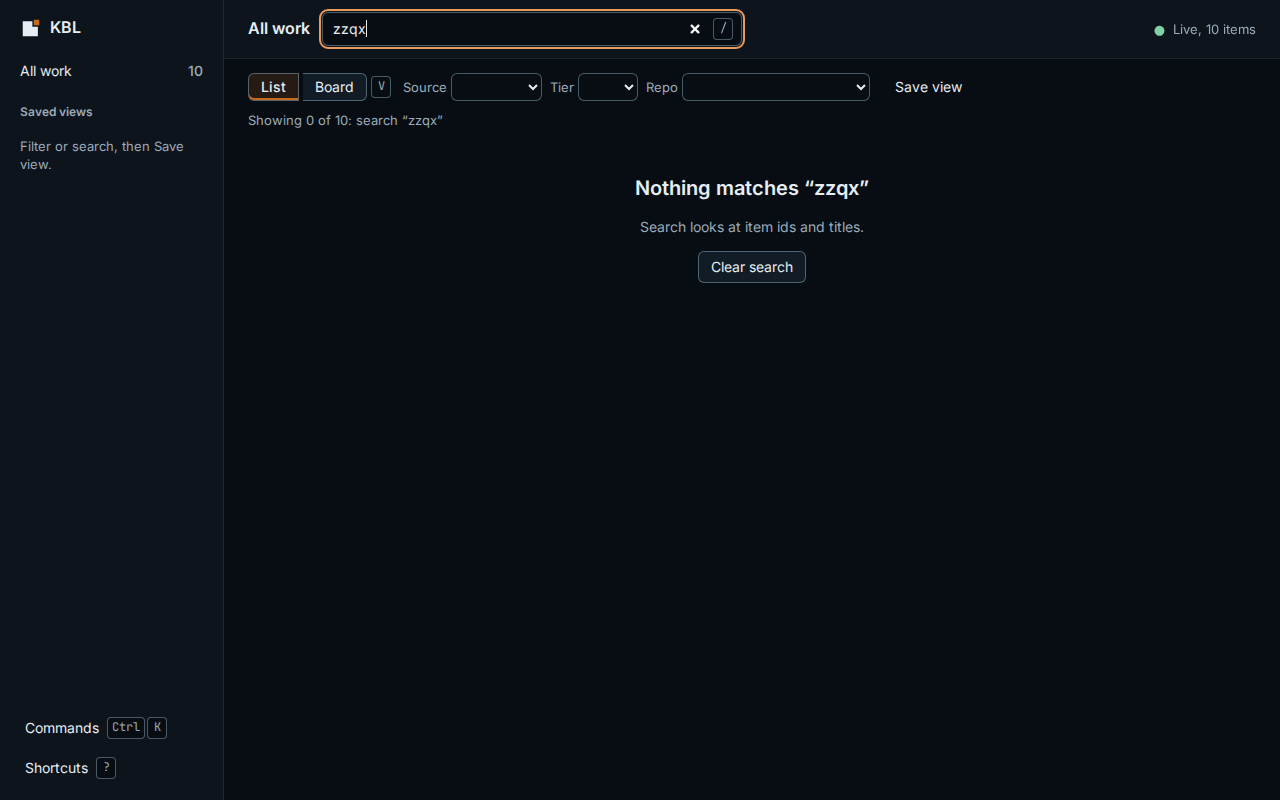 KBL
All work
10
Saved views
Filter or search, then Save
view.
Commands Ctrl K
Shortcuts ?
All work
zzqx
/
Live, 10 items
List Board V Source Tier Repo Save view
Showing 0 of 10: search “zzqx”
Nothing matches “zzqx”
Search looks at item ids and titles.
Clear search